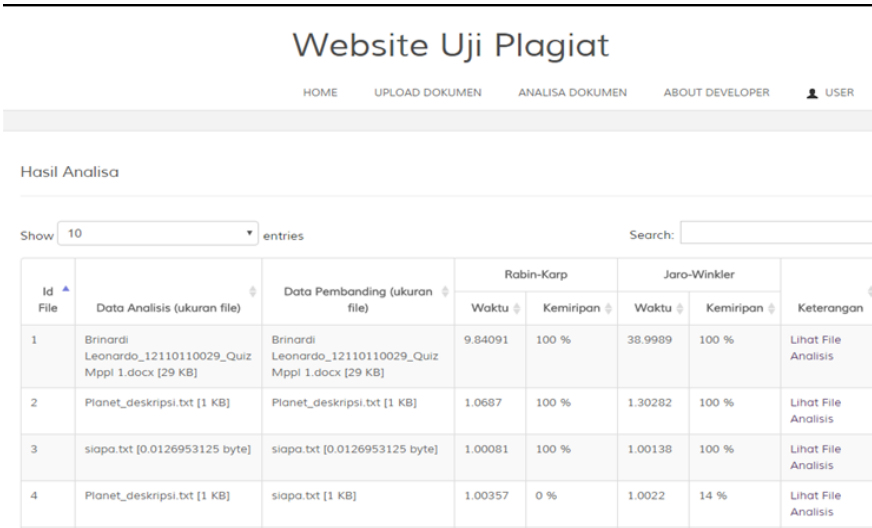 Website Uji Plagiat
HOME UPLOAD DOKUMEN ANALISA DOKUMEN ABOUT DEVELOPER USER
Hasil Analisa
Show 10 entries Search:
Id File Data Analisis (ukuran file) Data Pembanding (ukuran file) Rabin-Karp Jaro-Winkler Keterangan
Waktu Kemiripan Waktu Kemiripan
1 Brinardi Leonardo_12110110029_Quiz Mppl 1.docx [29 KB] Brinardi Leonardo_12110110029_Quiz Mppl 1.docx [29 KB] 9.84091 100 % 38.9989 100 % Lihat File Analisis
2 Planet_deskripsi.txt [1 KB] Planet_deskripsi.txt [1 KB] 1.0687 100 % 1.30282 100 % Lihat File Analisis
3 siapa.txt [0.0126953125 byte] siapa.txt [0.0126953125 byte] 1.00081 100 % 1.00138 100 % Lihat File Analisis
4 Planet_deskripsi.txt [1 KB] siapa.txt [1 KB] 1.00357 0 % 1.0022 14 % Lihat File Analisis